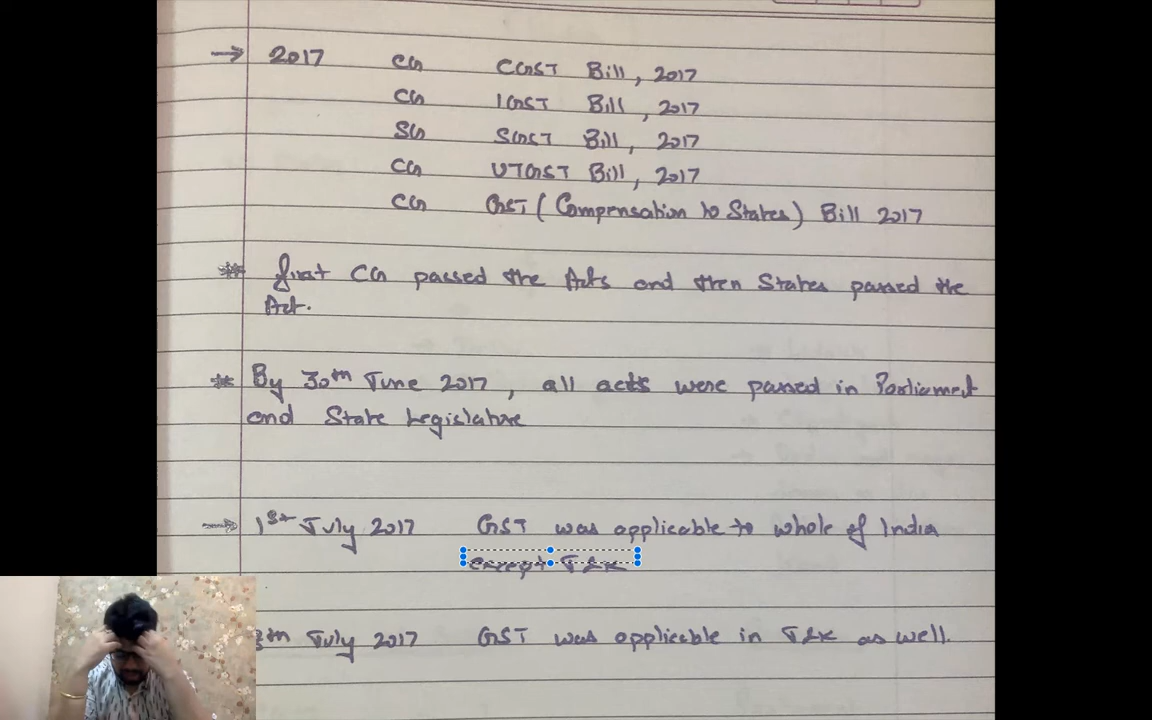 → 2017 CG CGST Bill, 2017
CG IGST Bill, 2017
SG SGST Bill, 2017
CG UTGST Bill, 2017
CG GST (Compensation to States) Bill 2017
* first CG passed the Acts and then States passed the
Act.
* By 30th June 2017, all acts were passed in Parliament
and State Legislature
→ 1st July 2017 GST was applicable to whole of India
except J&K
July 2017 GST was applicable in J&K as well.